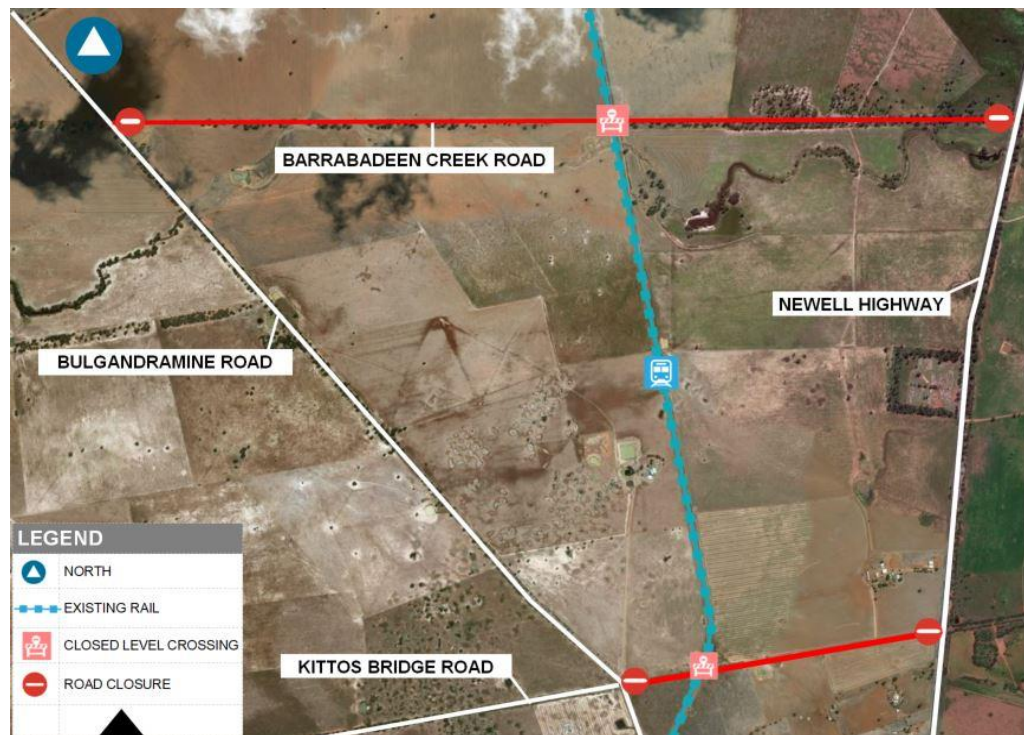 BARRABADEEN CREEK ROAD
NEWELL HIGHWAY
BULGANDRAMINE ROAD
KITTOS BRIDGE ROAD
LEGEND
NORTH
EXISTING RAIL
CLOSED LEVEL CROSSING
ROAD CLOSURE